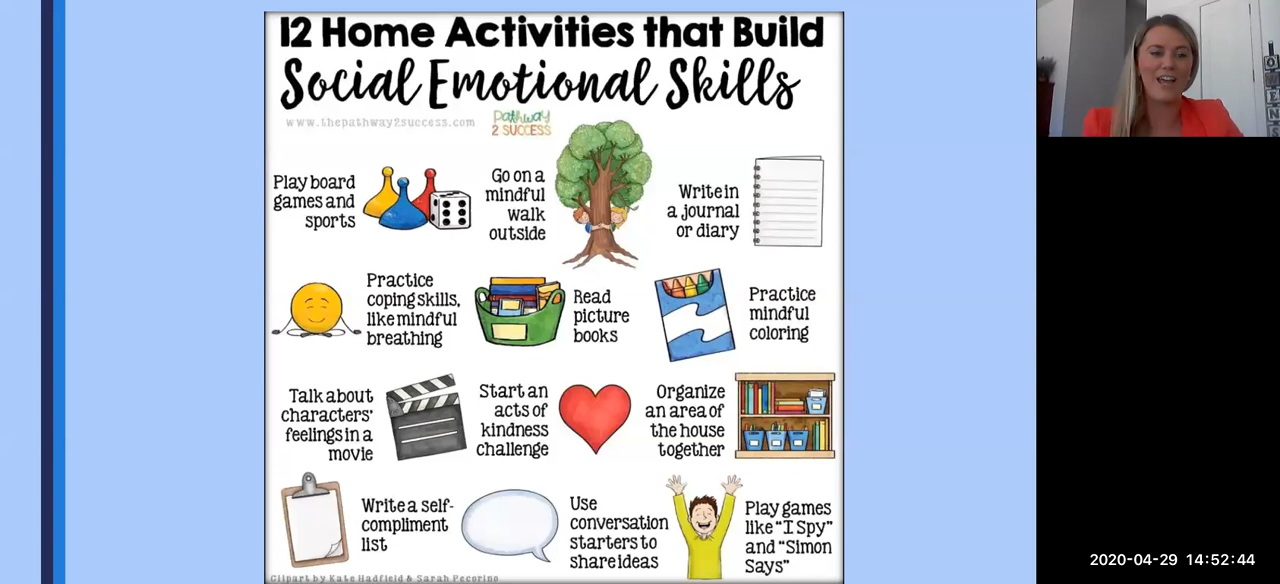 12 Home Activities that Build
Social Emotional Skills
www.thepathway2success.com
Pathway
2 SUCCESS
Play board
games and
sports
Go on a
mindful
walk
outside
Write in
a journal
or diary
Practice
coping skills,
like mindful
breathing
Read
picture
books
Practice
mindful
coloring
Talk about
characters'
feelings in a
movie
Start an
acts of
kindness
challenge
Organize
an area of
the house
together
Write a self-
compliment
list
Use
conversation
starters to
share ideas
Play games
like "I Spy"
and "Simon
Says"
Clipart by Kate Hadfield & Sarah Pecorino
2020-04-29 14:52:44